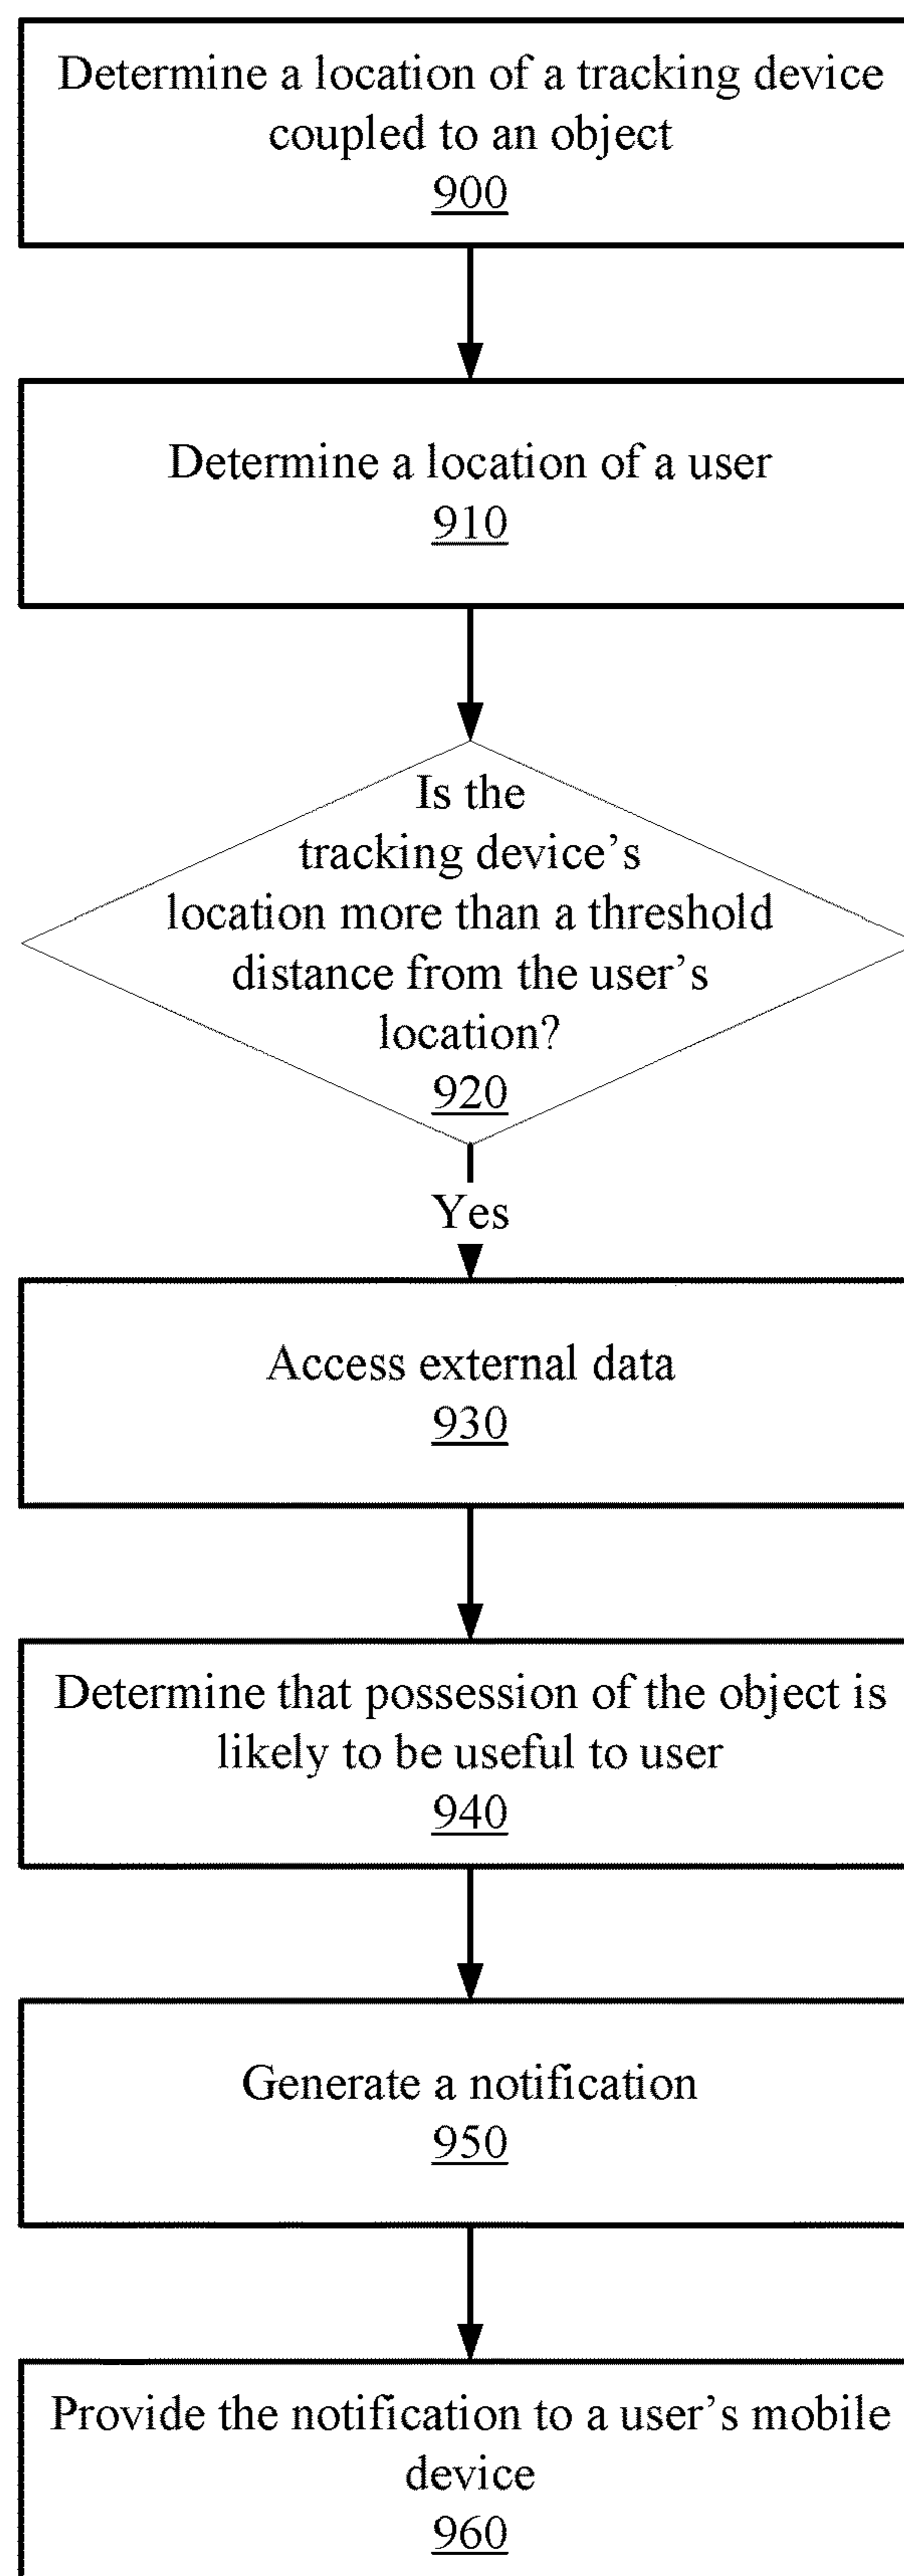 Determine a location of a tracking device
coupled to an object
900
Determine a location of a user
910
Is the
tracking device’s
location more than a threshold
distance from the user’s
location?
920
Yes
Access external data
930
Determine that possession of the object is
likely to be useful to user
940
Generate a notification
950
Provide the notification to a user’s mobile
device
960